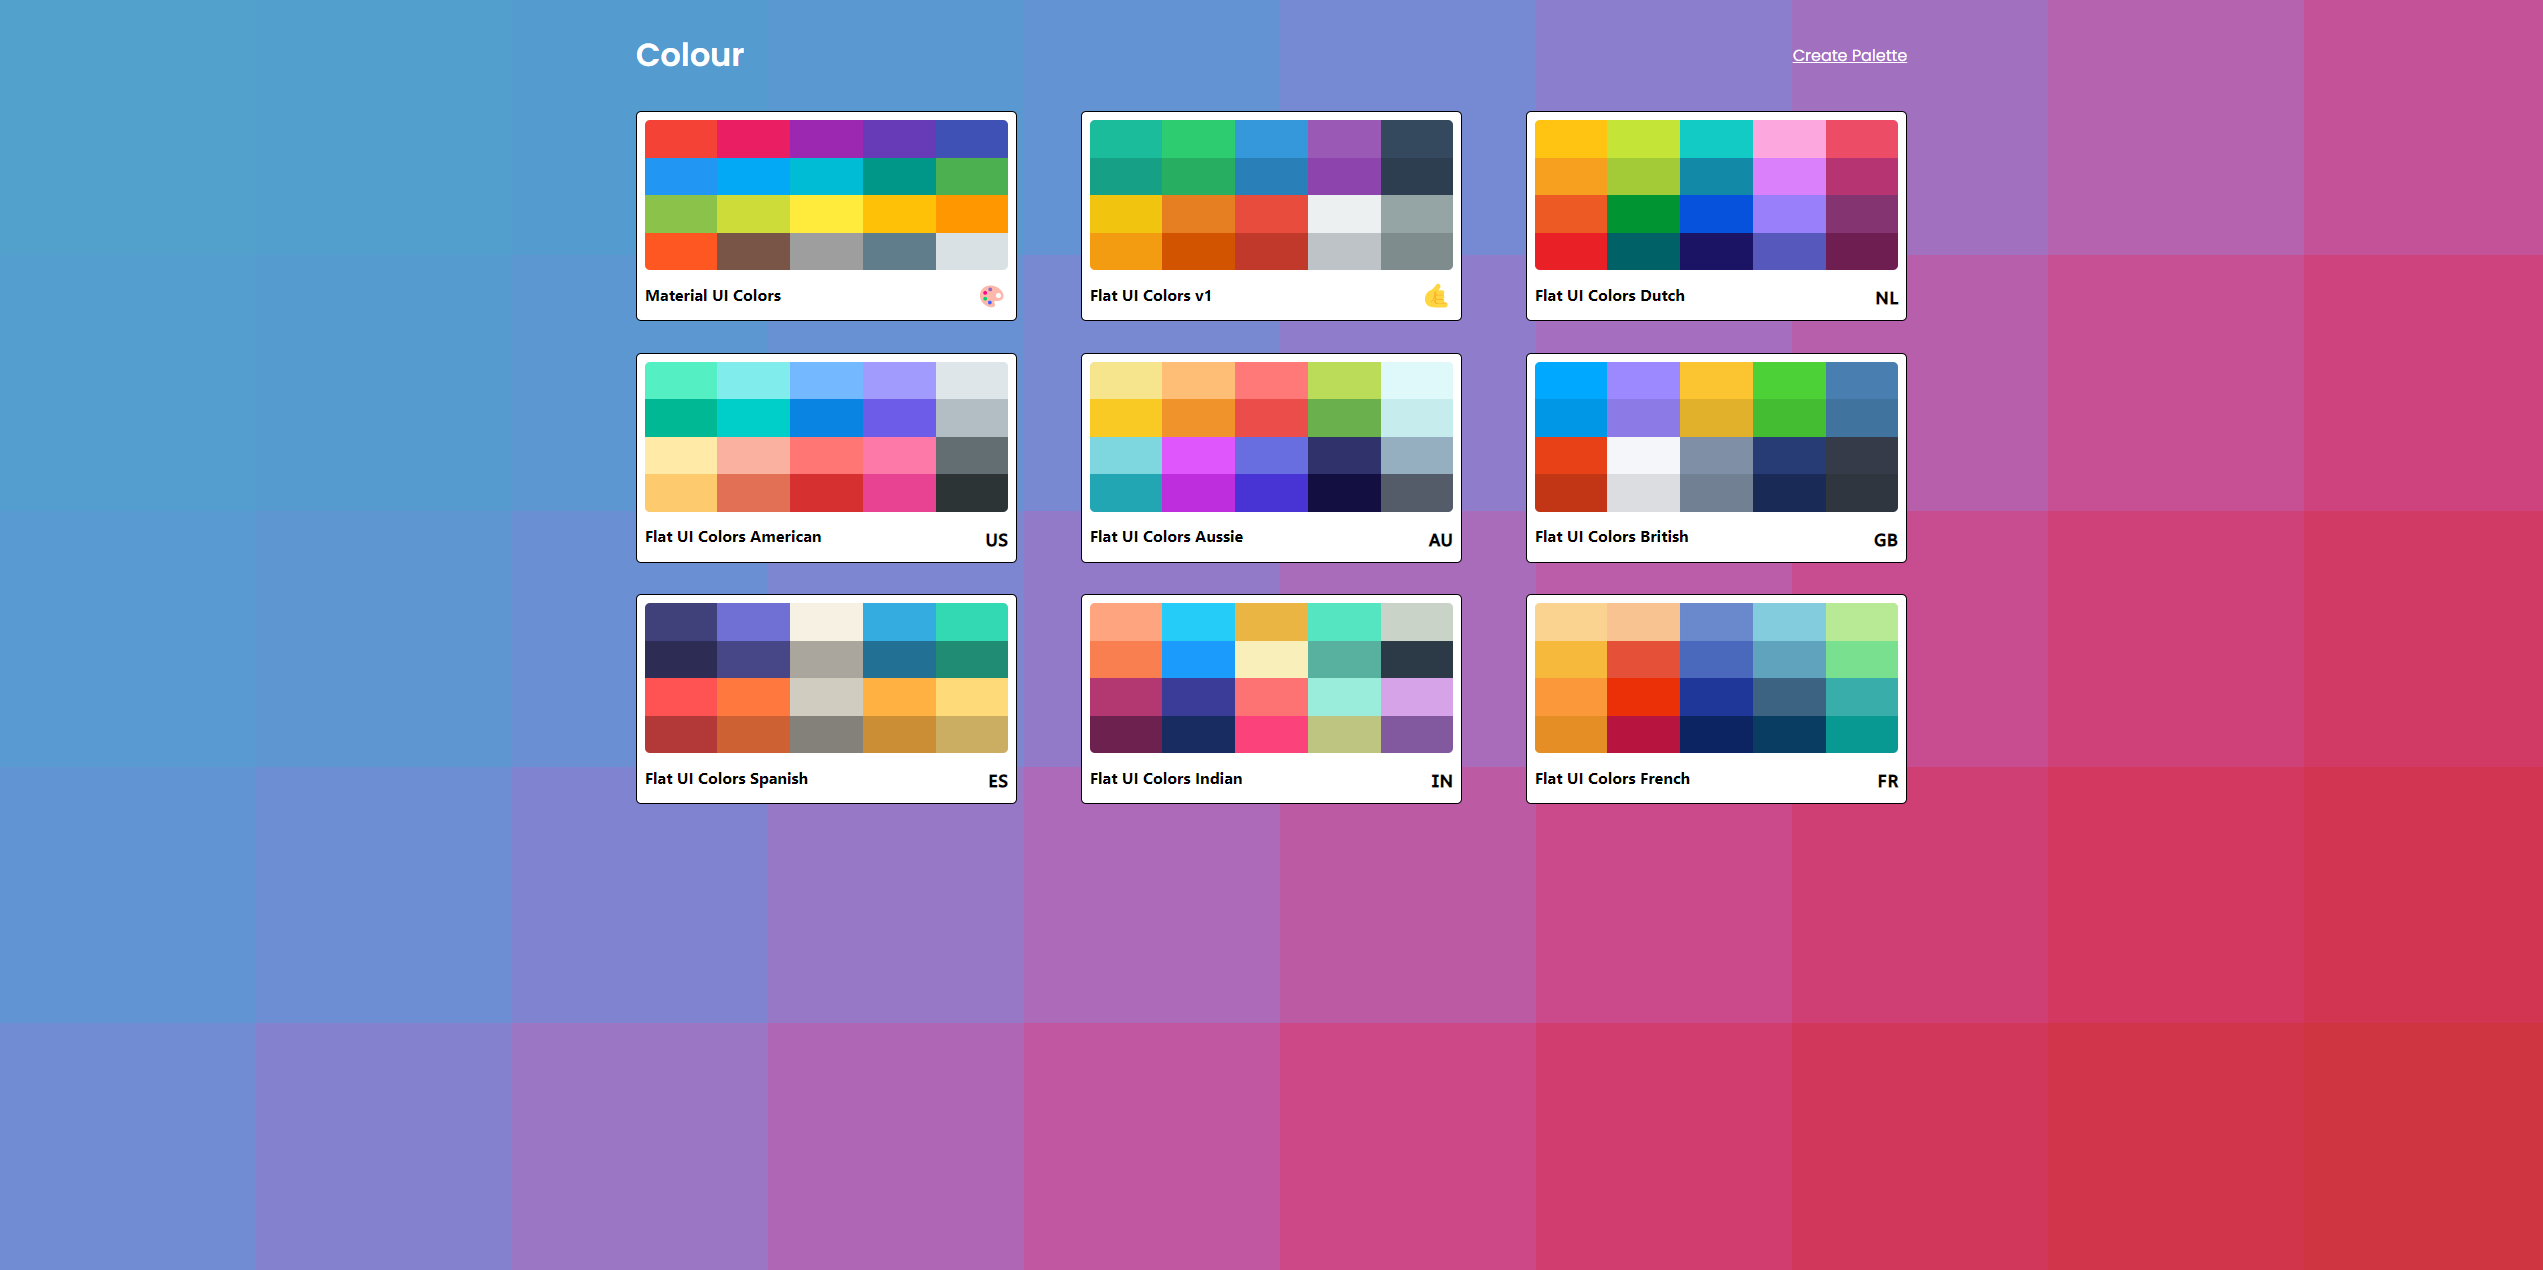 Colour
Create Palette
Material UI Colors
Flat UI Colors v1
Flat UI Colors Dutch NL
Flat UI Colors American US
Flat UI Colors Aussie AU
Flat UI Colors British GB
Flat UI Colors Spanish ES
Flat UI Colors Indian IN
Flat UI Colors French FR